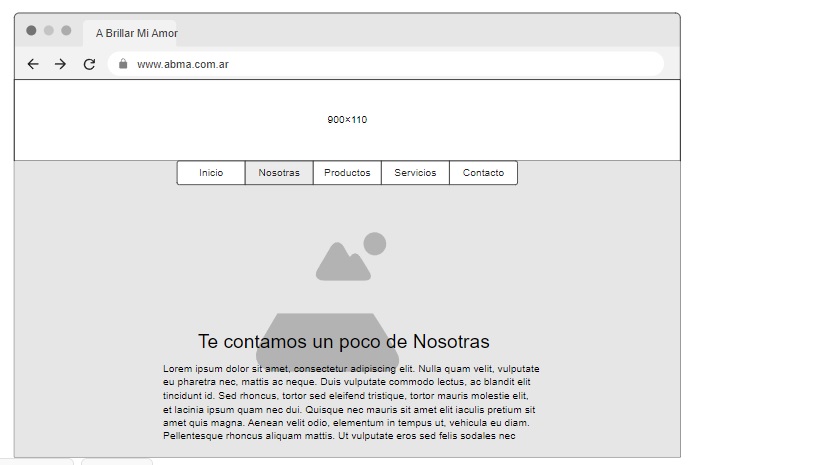 A Brillar Mi Amor
www.abma.com.ar
900×110
Inicio
Nosotras
Productos
Servicios
Contacto
Te contamos un poco de Nosotras
Lorem ipsum dolor sit amet, consectetur adipiscing elit. Nulla quam velit, vulputate
eu pharetra nec, mattis ac neque. Duis vulputate commodo lectus, ac blandit elit
tincidunt id. Sed rhoncus, tortor sed eleifend tristique, tortor mauris molestie elit,
et lacinia ipsum quam nec dui. Quisque nec mauris sit amet elit iaculis pretium sit
amet quis magna. Aenean velit odio, elementum in tempus ut, vehicula eu diam.
Pellentesque rhoncus aliquam mattis. Ut vulputate eros sed felis sodales nec